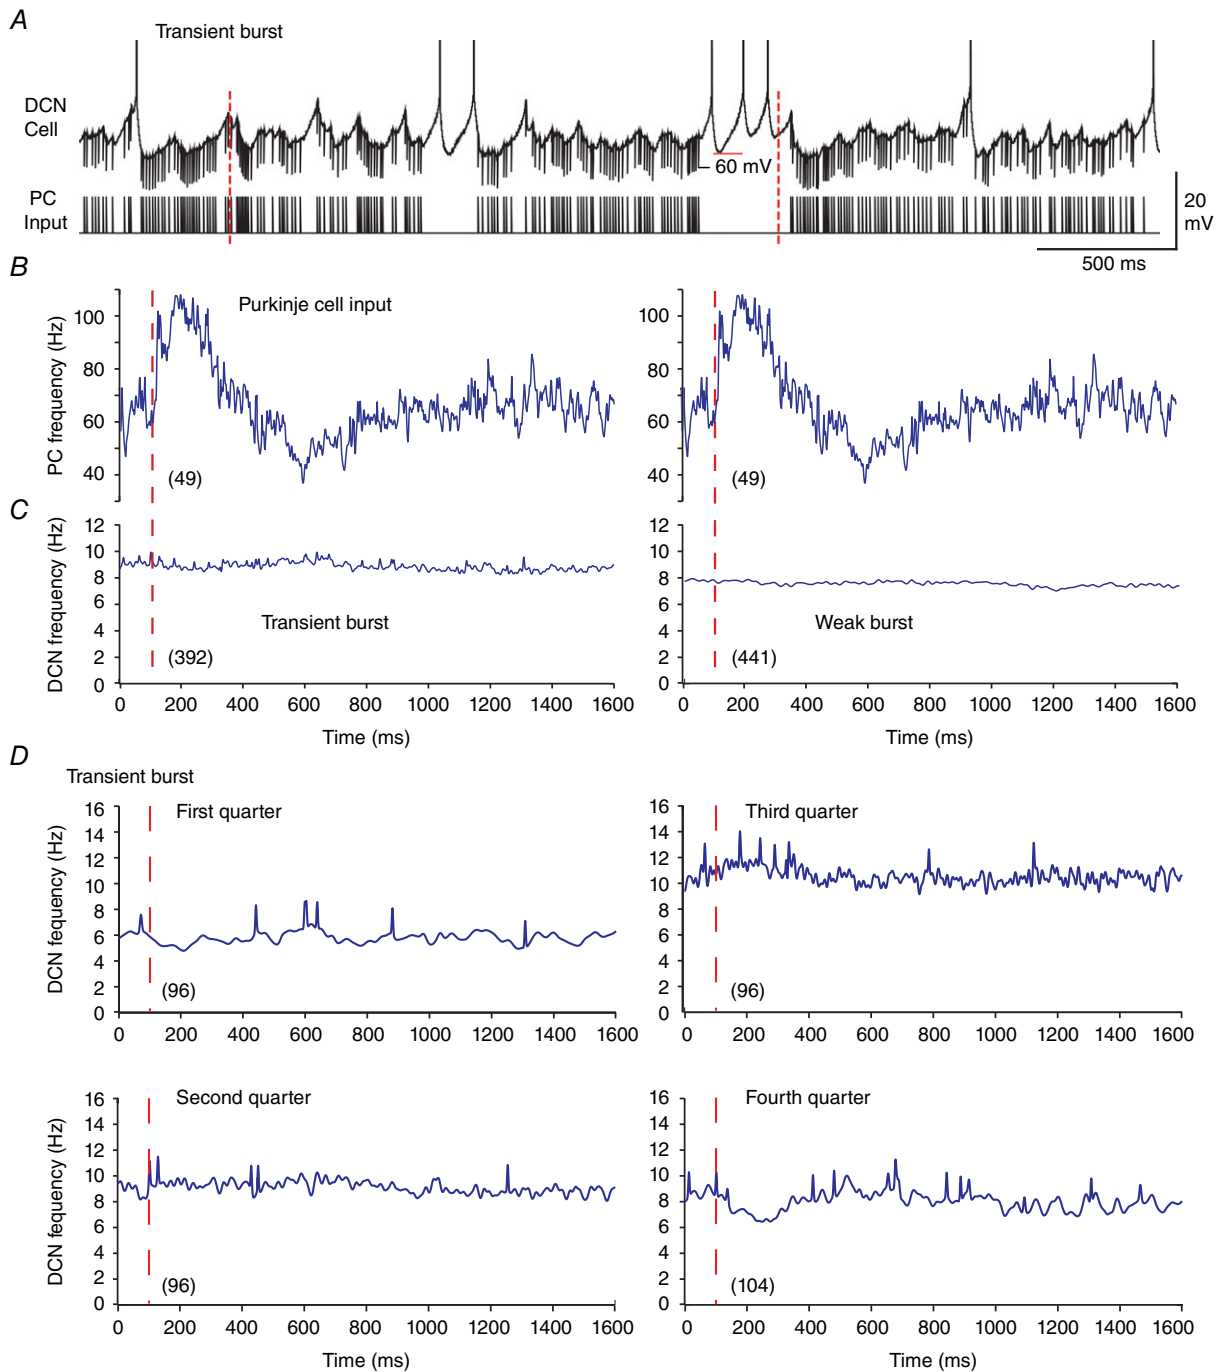 A
Transient burst
DCN
Cell
– 60 mV
PC
Input
20
mV
500 ms
B
Purkinje cell input
PC frequency (Hz)
100
80
60
40
(49)
100
80
60
40
(49)
C
DCN frequency (Hz)
12
10
8
6
4
2
0
Transient burst
(392)
0 200 400 600 800 1000 1200 1400 1600
Time (ms)
12
10
8
6
4
2
0
Weak burst
(441)
0 200 400 600 800 1000 1200 1400 1600
Time (ms)
D
Transient burst
DCN fequency (Hz)
16
14
12
10
8
6
4
2
0
First quarter
(96)
0 200 400 600 800 1000 1200 1400 1600
16
14
12
10
8
6
4
2
0
Third quarter
(96)
0 200 400 600 800 1000 1200 1400 1600
DCN fequency (Hz)
16
14
12
10
8
6
4
2
0
Second quarter
(96)
0 200 400 600 800 1000 1200 1400 1600
Time (ms)
16
14
12
10
8
6
4
2
0
Fourth quarter
(104)
0 200 400 600 800 1000 1200 1400 1600
Time (ms)